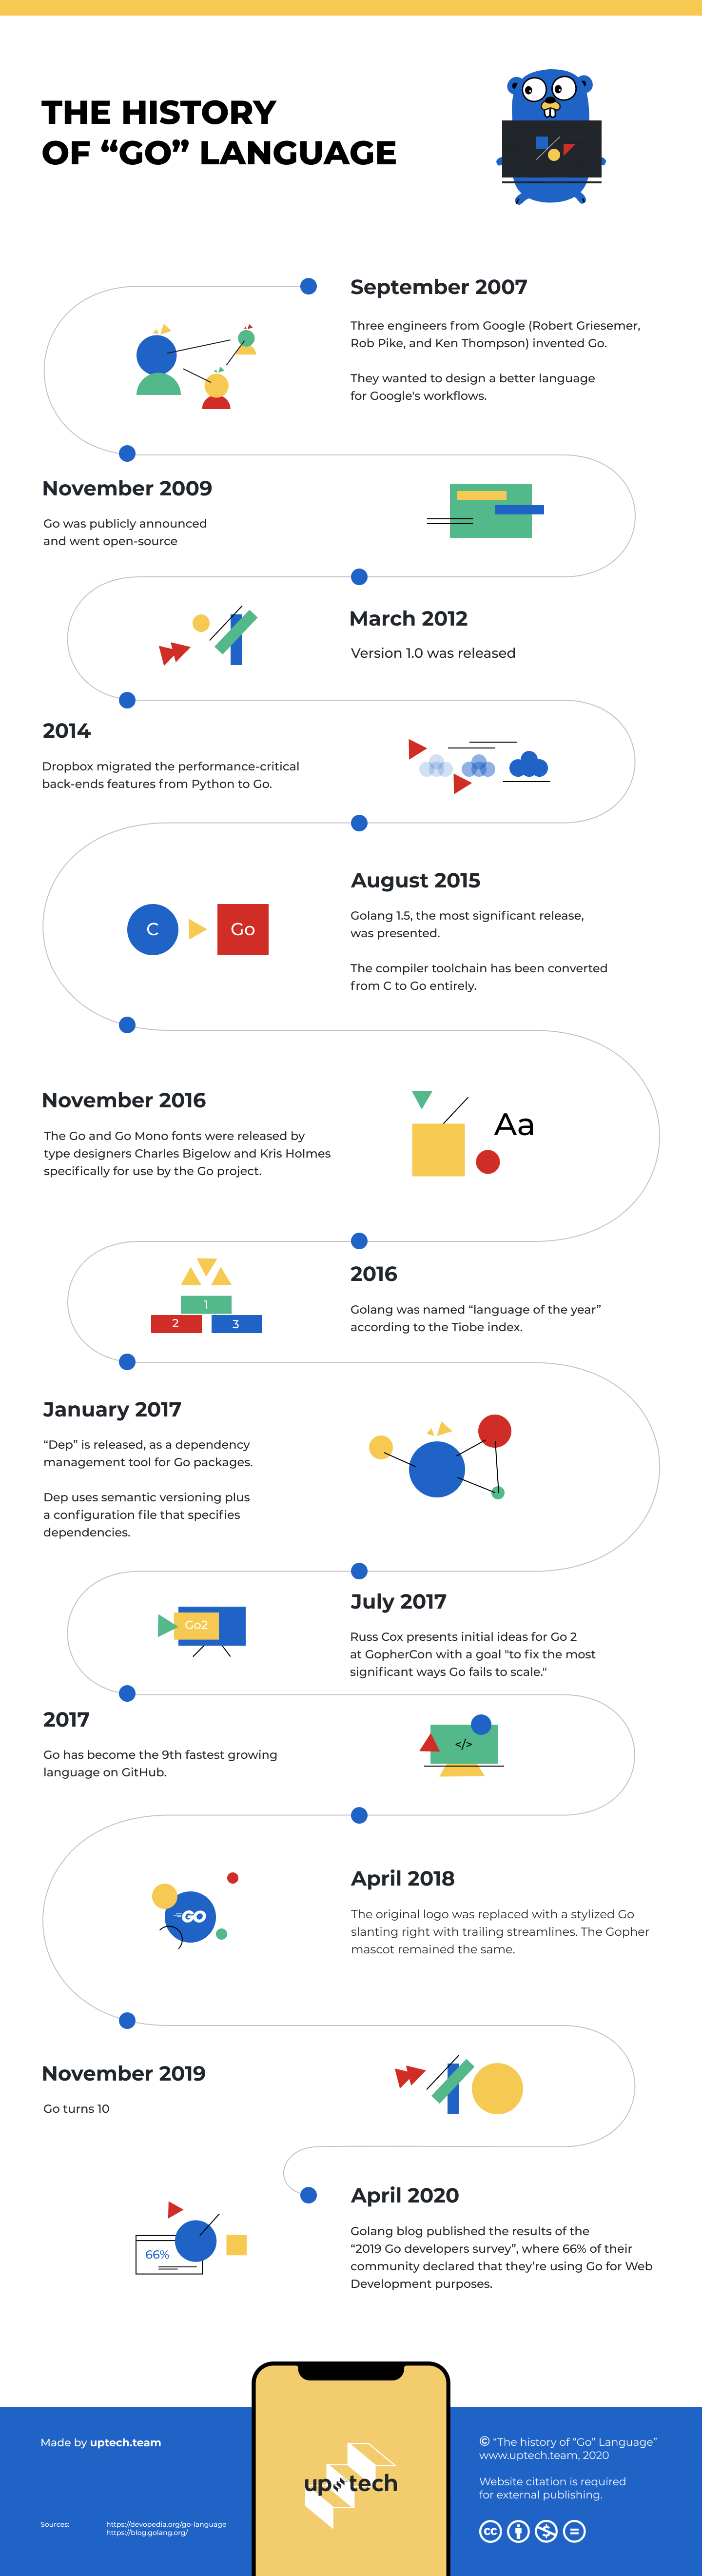 THE HISTORY
OF “GO” LANGUAGE
September 2007
Three engineers from Google (Robert Griesemer,
Rob Pike, and Ken Thompson) invented Go.
They wanted to design a better language
for Google's workflows.
November 2009
Go was publicly announced
and went open-source
March 2012
Version 1.0 was released
2014
Dropbox migrated the performance-critical
back-ends features from Python to Go.
August 2015
C
Go
Golang 1.5, the most significant release,
was presented.
The compiler toolchain has been converted
from C to Go entirely.
November 2016
The Go and Go Mono fonts were released by
type designers Charles Bigelow and Kris Holmes
specifically for use by the Go project.
Aa
2016
1
2
3
Golang was named “language of the year”
according to the Tiobe index.
January 2017
“Dep” is released, as a dependency
management tool for Go packages.
Dep uses semantic versioning plus
a configuration file that specifies
dependencies.
July 2017
Go2
Russ Cox presents initial ideas for Go 2
at GopherCon with a goal "to fix the most
significant ways Go fails to scale."
2017
Go has become the 9th fastest growing
language on GitHub.
</>
April 2018
GO
The original logo was replaced with a stylized Go
slanting right with trailing streamlines. The Gopher
mascot remained the same.
November 2019
Go turns 10
April 2020
66%
Golang blog published the results of the
“2019 Go developers survey”, where 66% of their
community declared that they’re using Go for Web
Development purposes.
Made by uptech.team
Sources:
https://devopedia.org/go-language
https://blog.golang.org/
uptech
© “The history of “Go” Language”
www.uptech.team, 2020
Website citation is required
for external publishing.
cc